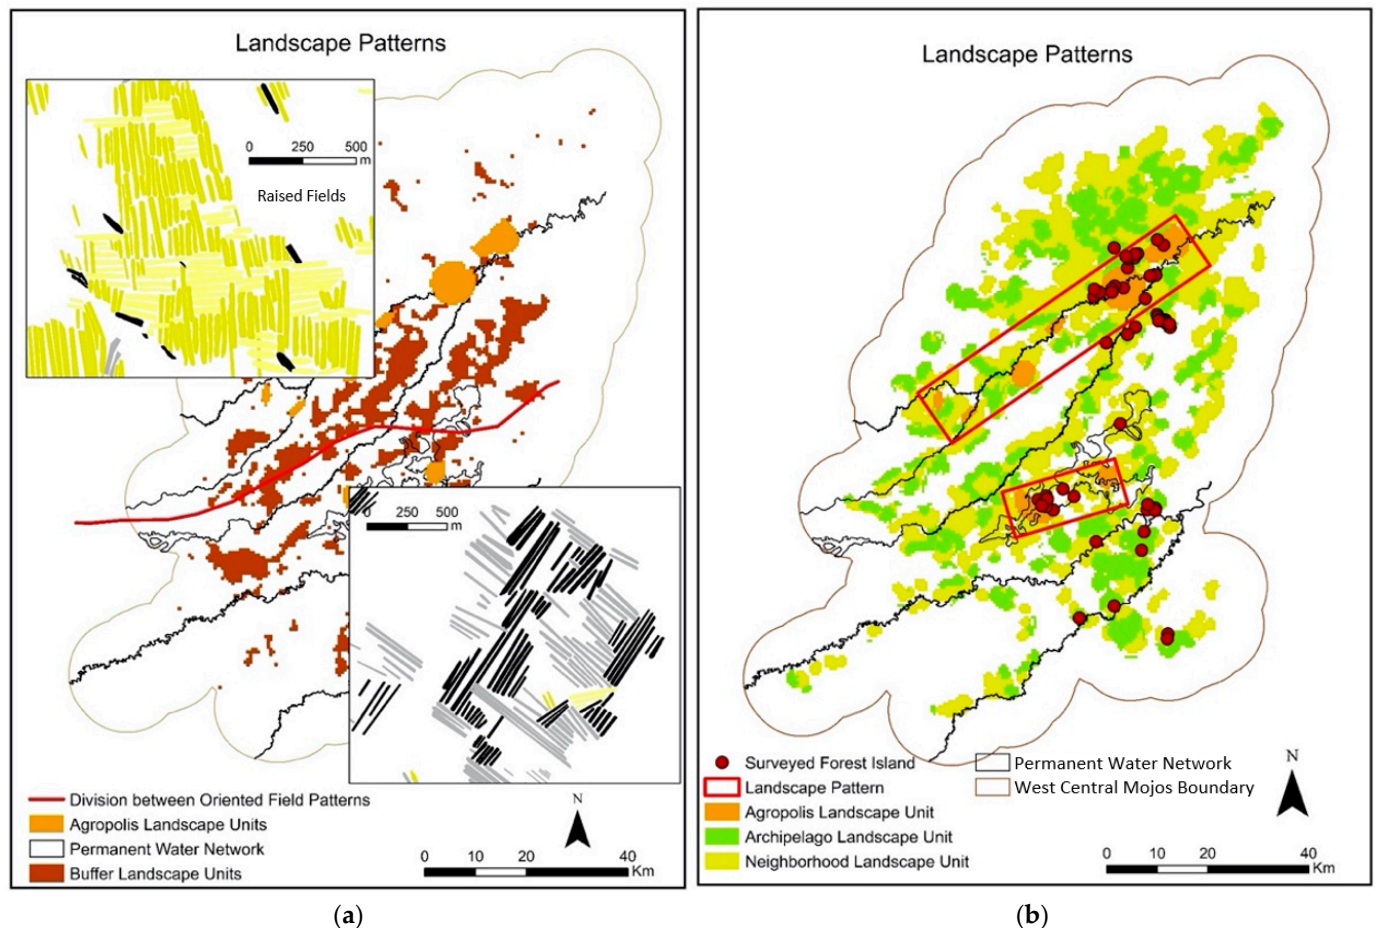 Landscape Patterns
0 250 500 m
Raised Fields
0 250 500 m
Division between Oriented Field Patterns
Agropolis Landscape Units
Permanent Water Network
Buffer Landscape Units
N
0 10 20 40 Km
(a)
Landscape Patterns
Surveyed Forest Island
Landscape Pattern
Agropolis Landscape Unit
Archipelago Landscape Unit
Neighborhood Landscape Unit
Permanent Water Network
West Central Mojos Boundary
N
0 10 20 40 Km
(b)